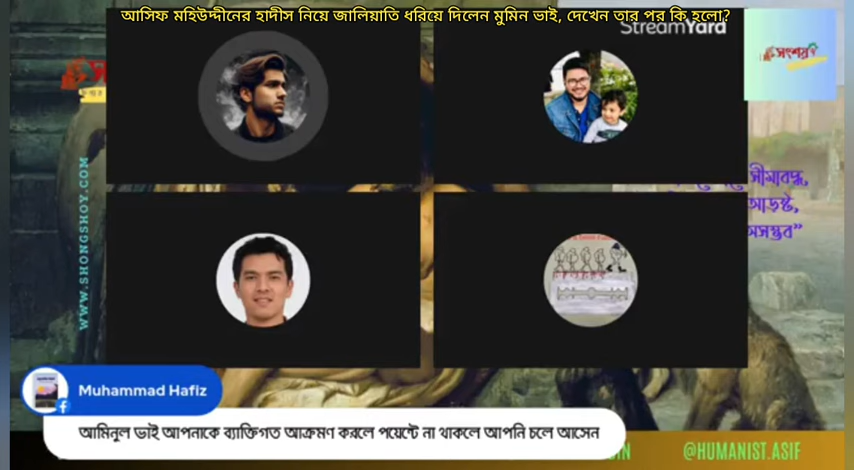 আসিফ মহিউদ্দীনের হাদীস নিয়ে জালিয়াতি ধরিয়ে দিলেন মুমিন ভাই, দেখেন তার পর কি হলো?
StreamYard
সংশয়
সীমাবদ্ধ,
আড়ষ্ট,
অসম্ভব”
WWW.SHONGSHOY.COM
Muhammad Hafiz
আমিনুল ভাই আপনাকে ব্যাক্তিগত আক্রমণ করলে পয়েন্টে না থাকলে আপনি চলে আসেন
@HUMANIST.ASIF